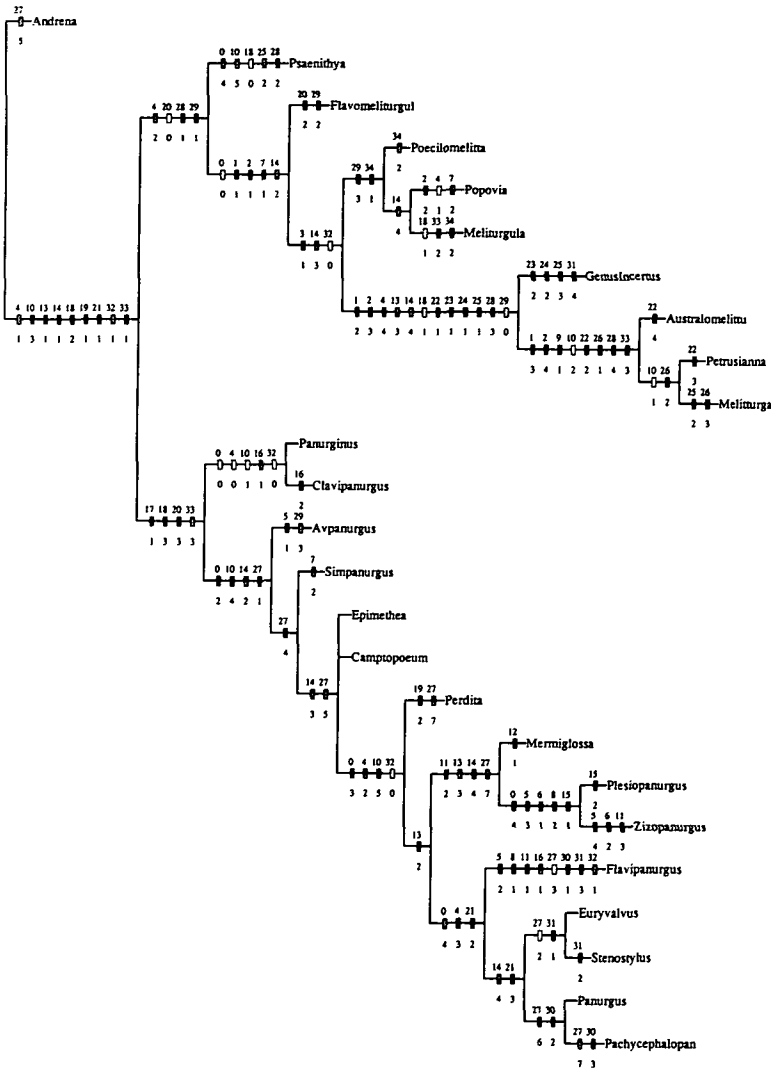 27
Andrena
5
0 10 18 25 28
Psaenithya
4 5 0 2 2
20 29
Flavomeliturgul
2 2
4 20 28 29
2 0 1 1
34
Poecilomelitta
2
0 1 2 7 14
0 1 1 1 2
29 34
3 1
2 4 7
Popovia
2 1 2
14
4
18 33 34
Meliturgula
1 2 2
3 14 32
1 3 0
23 24 25 31
GenusIncertus
2 2 3 4
1 2 4 13 14 18 22 23 24 25 28 29
2 3 4 3 4 1 1 1 1 1 3 0
22
Australomelittu
4
4 10 13 14 18 19 21 32 33
1 3 1 1 2 1 1 1 1
1 2 9 10 22 26 28 33
3 4 1 2 2 1 4 3
22
Petrusianna
3
10 26
1 2
25 26
Melitturga
2 3
Panurginus
0 4 10 16 32
0 0 1 1 0
16
Clavipanurgus
2
17 18 20 33
1 3 3 3
5 29
Avpanurgus
1 3
0 10 14 27
2 4 2 1
7
Simpanurgus
2
27
4
Epimethea
Camptopoeum
14 27
3 5
19 27
Perdita
2 7
12
Mermiglossa
1
0 4 10 32
3 2 5 0
11 13 14 27
2 3 4 7
15
Plesiopanurgus
2
0 5 6 8 15
4 3 1 2 1
5 6 11
Zizopanurgus
4 2 3
13
2
5 8 11 16 27 30 31 32
Flavipanurgus
2 1 1 1 3 1 3 1
0 4 21
4 3 2
Euryvalvus
27 31
2 1
31
Stenostylus
2
14 21
4 3
Panurgus
27 30
6 2
27 30
Pachycephalopan
7 3